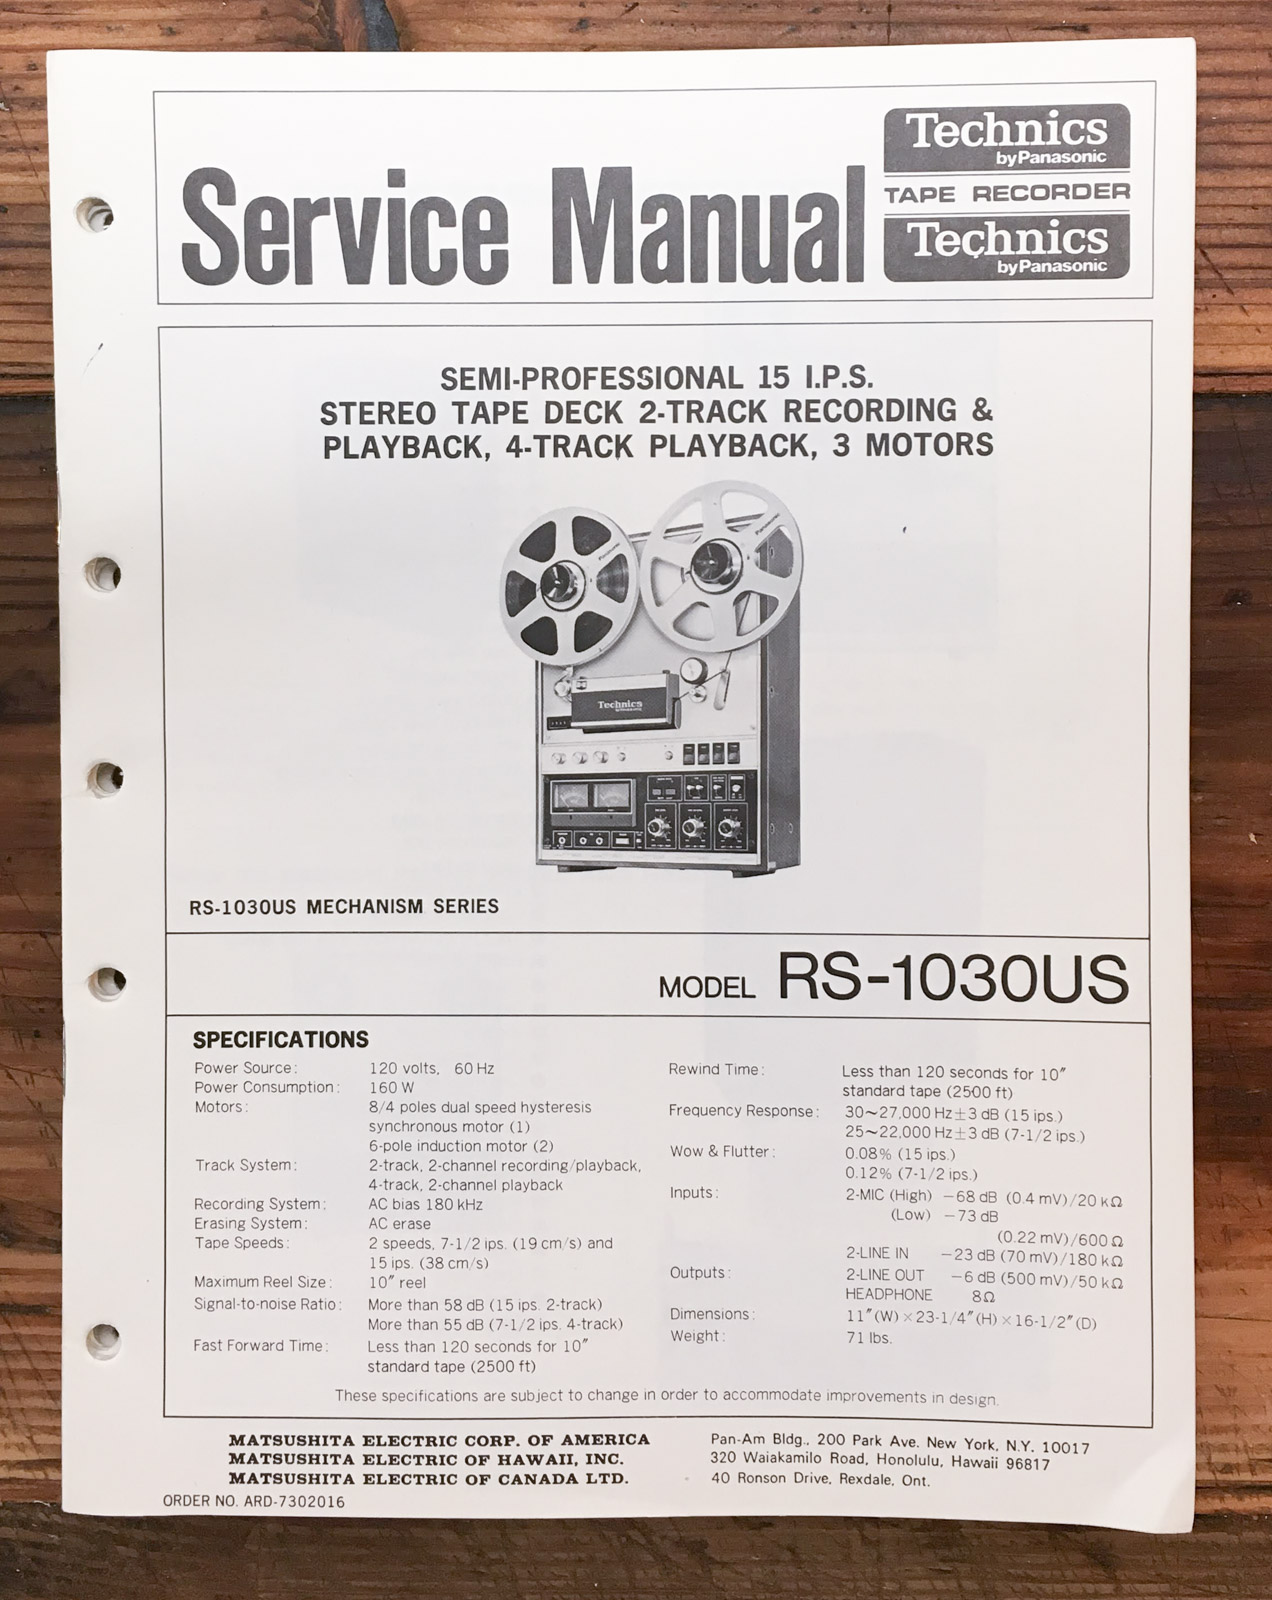 Service Manual
Technics
by Panasonic
TAPE RECORDER
Technics
by Panasonic
SEMI-PROFESSIONAL 15 I.P.S.
STEREO TAPE DECK 2-TRACK RECORDING &
PLAYBACK, 4-TRACK PLAYBACK, 3 MOTORS
Panasonic
Panasonic
Technics
by Panasonic
RS-1030US MECHANISM SERIES
MODEL RS-1030US
SPECIFICATIONS
Power Source: 120 volts, 60 Hz
Power Consumption: 160 W
Motors: 8/4 poles dual speed hysteresis
synchronous motor (1)
6-pole induction motor (2)
Track System: 2-track, 2-channel recording/playback,
4-track, 2-channel playback
Recording System: AC bias 180 kHz
Erasing System: AC erase
Tape Speeds: 2 speeds, 7-1/2 ips. (19 cm/s) and
15 ips. (38 cm/s)
Maximum Reel Size: 10″ reel
Signal-to-noise Ratio: More than 58 dB (15 ips. 2-track)
More than 55 dB (7-1/2 ips. 4-track)
Fast Forward Time: Less than 120 seconds for 10″
standard tape (2500 ft)
Rewind Time: Less than 120 seconds for 10″
standard tape (2500 ft)
Frequency Response: 30~27,000 Hz±3 dB (15 ips.)
25~22,000 Hz±3 dB (7-1/2 ips.)
Wow & Flutter: 0.08% (15 ips.)
0.12% (7-1/2 ips.)
Inputs: 2-MIC (High) −68 dB (0.4 mV)/20 kΩ
(Low) −73 dB
(0.22 mV)/600 Ω
2-LINE IN −23 dB (70 mV)/180 kΩ
Outputs: 2-LINE OUT −6 dB (500 mV)/50 kΩ
HEADPHONE 8Ω
Dimensions: 11″(W)×23-1/4″(H)×16-1/2″(D)
Weight: 71 lbs.
These specifications are subject to change in order to accommodate improvements in design.
MATSUSHITA ELECTRIC CORP. OF AMERICA Pan-Am Bldg., 200 Park Ave. New York, N.Y. 10017
MATSUSHITA ELECTRIC OF HAWAII, INC. 320 Waiakamilo Road, Honolulu, Hawaii 96817
MATSUSHITA ELECTRIC OF CANADA LTD. 40 Ronson Drive, Rexdale, Ont.
ORDER NO. ARD-7302016